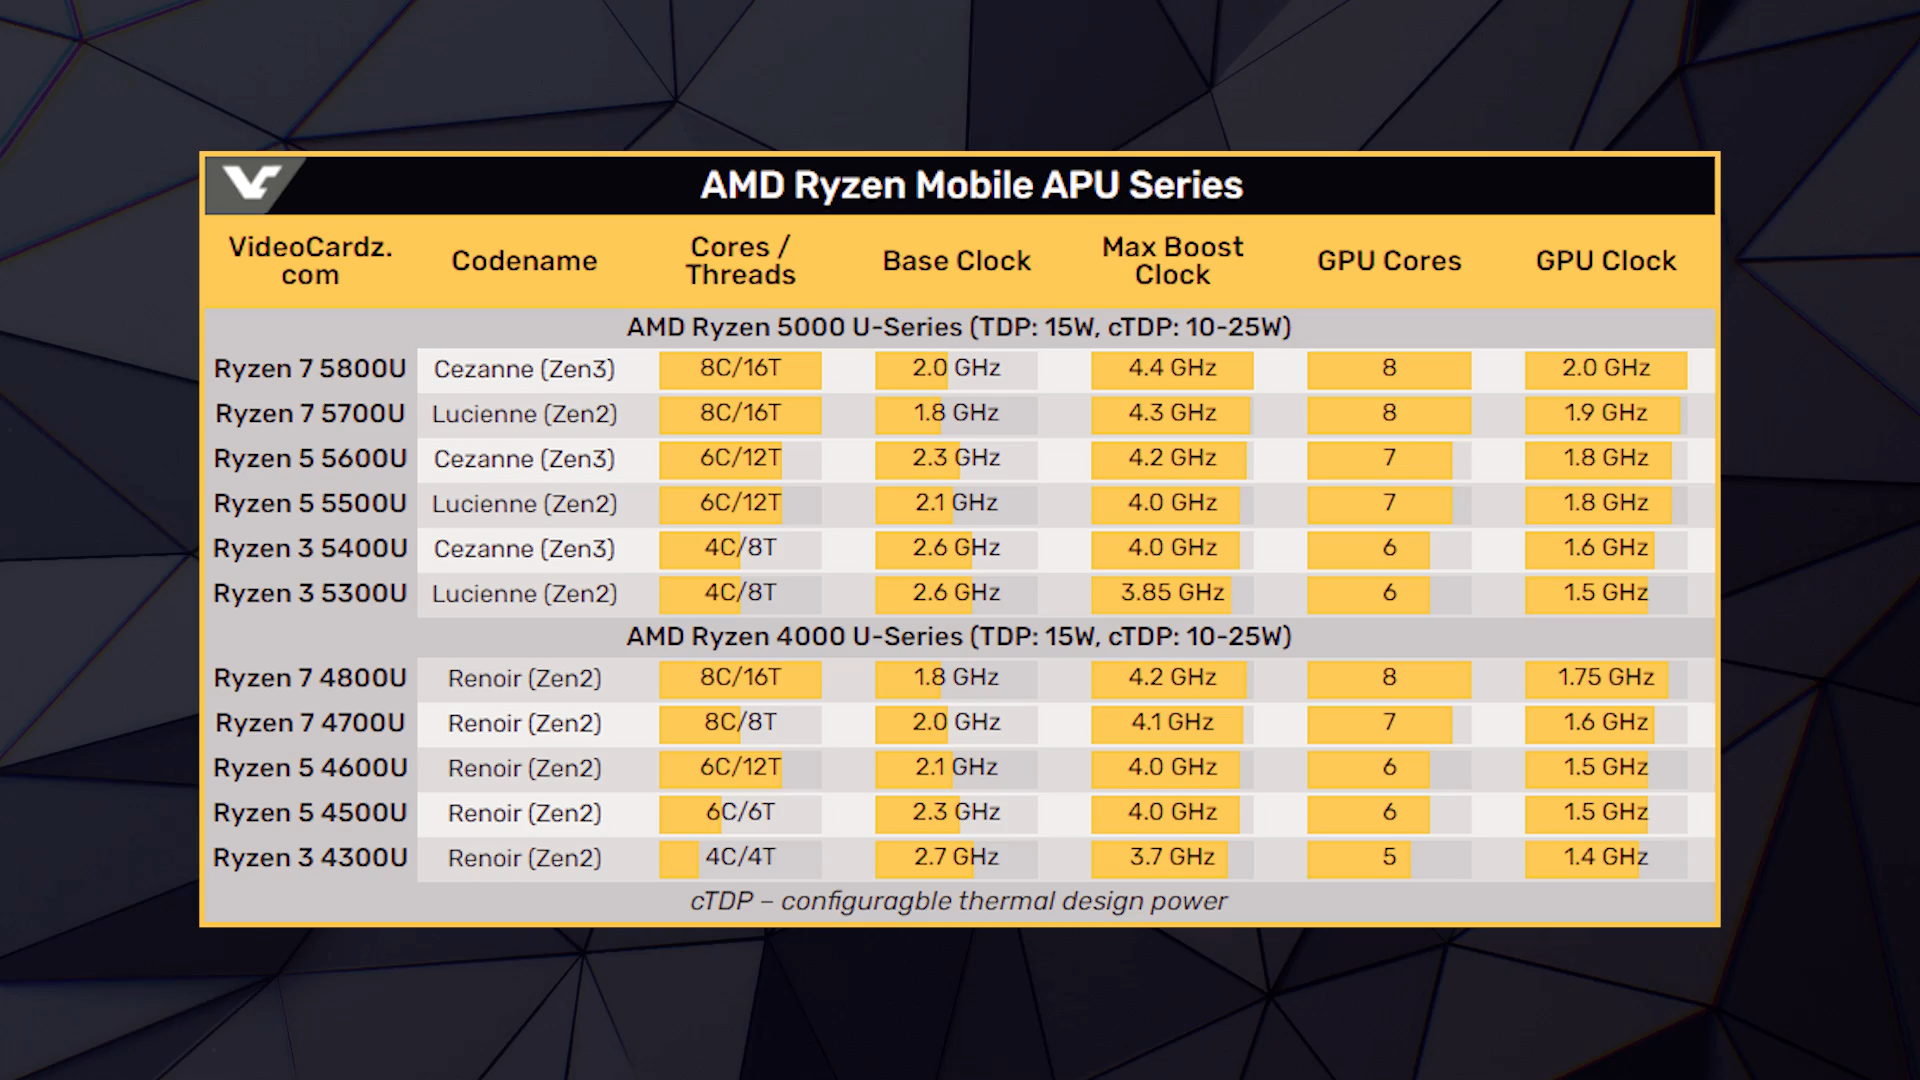 AMD Ryzen Mobile APU Series
VideoCardz.
com
Codename
Cores /
Threads
Base Clock
Max Boost
Clock
GPU Cores
GPU Clock
AMD Ryzen 5000 U-Series (TDP: 15W, cTDP: 10-25W)
Ryzen 7 5800U Cezanne (Zen3) 8C/16T 2.0 GHz 4.4 GHz 8 2.0 GHz
Ryzen 7 5700U Lucienne (Zen2) 8C/16T 1.8 GHz 4.3 GHz 8 1.9 GHz
Ryzen 5 5600U Cezanne (Zen3) 6C/12T 2.3 GHz 4.2 GHz 7 1.8 GHz
Ryzen 5 5500U Lucienne (Zen2) 6C/12T 2.1 GHz 4.0 GHz 7 1.8 GHz
Ryzen 3 5400U Cezanne (Zen3) 4C/8T 2.6 GHz 4.0 GHz 6 1.6 GHz
Ryzen 3 5300U Lucienne (Zen2) 4C/8T 2.6 GHz 3.85 GHz 6 1.5 GHz
AMD Ryzen 4000 U-Series (TDP: 15W, cTDP: 10-25W)
Ryzen 7 4800U Renoir (Zen2) 8C/16T 1.8 GHz 4.2 GHz 8 1.75 GHz
Ryzen 7 4700U Renoir (Zen2) 8C/8T 2.0 GHz 4.1 GHz 7 1.6 GHz
Ryzen 5 4600U Renoir (Zen2) 6C/12T 2.1 GHz 4.0 GHz 6 1.5 GHz
Ryzen 5 4500U Renoir (Zen2) 6C/6T 2.3 GHz 4.0 GHz 6 1.5 GHz
Ryzen 3 4300U Renoir (Zen2) 4C/4T 2.7 GHz 3.7 GHz 5 1.4 GHz
cTDP – configuragble thermal design power